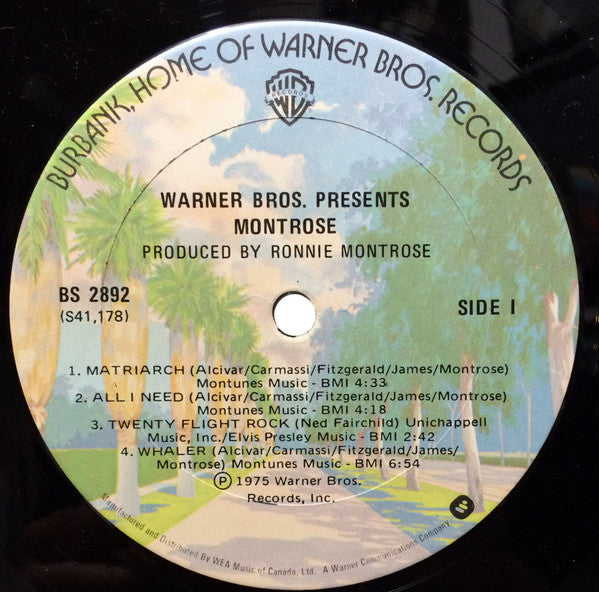 BURBANK, HOME OF WARNER BROS. RECORDS
RECORDS
WARNER BROS. PRESENTS
MONTROSE
PRODUCED BY RONNIE MONTROSE
BS 2892
(S41,178)
SIDE I
1. MATRIARCH (Alcivar/Carmassi/Fitzgerald/James/Montrose)
Montunes Music - BMI 4:33
2. ALL I NEED (Alcivar/Carmassi/Fitzgerald/James/Montrose)
Montunes Music - BMI 4:18
3. TWENTY FLIGHT ROCK (Ned Fairchild) Unichappell
Music, Inc./Elvis Presley Music - BMI 2:42
4. WHALER (Alcivar/Carmassi/Fitzgerald/James/
Montrose) Montunes Music - BMI 6:54
Ⓟ 1975 Warner Bros.
Records, Inc.
Manufactured and Distributed By WEA Music of Canada, Ltd. A Warner Communications Company